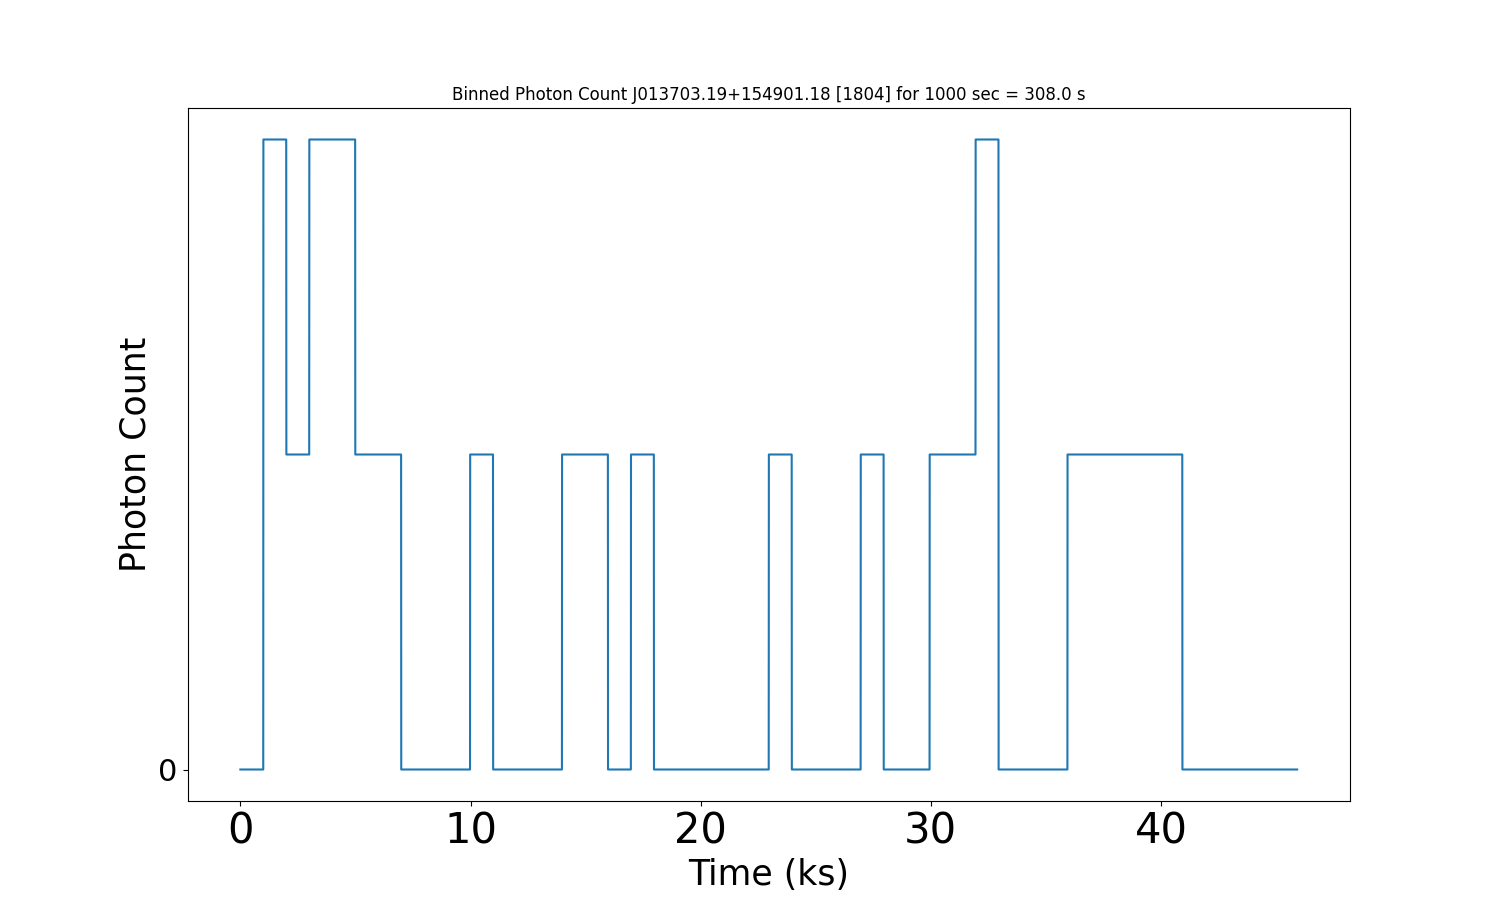 Binned Photon Count J013703.19+154901.18 [1804] for 1000 sec = 308.0 s
Photon Count
0
0 10 20 30 40
Time (ks)